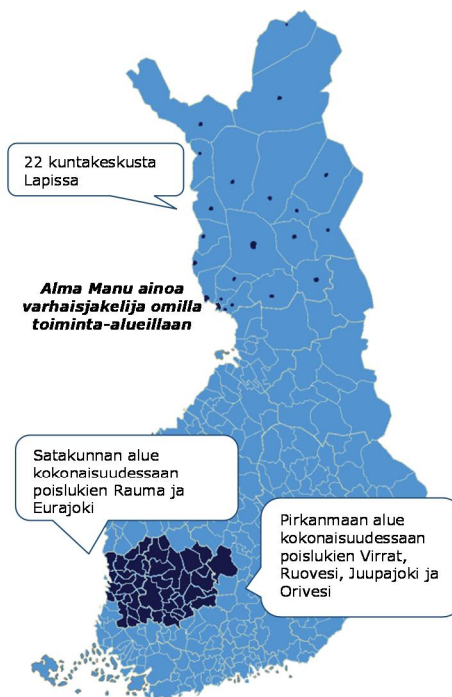 22 kuntakeskusta
Lapissa
Alma Manu ainoa
varhaisjakelija omilla
toiminta-alueillaan
Satakunnan alue
kokonaisuudessaan
poislukien Rauma ja
Eurajoki
Pirkanmaan alue
kokonaisuudessaan
poislukien Virrat,
Ruovesi, Juupajoki ja
Orivesi